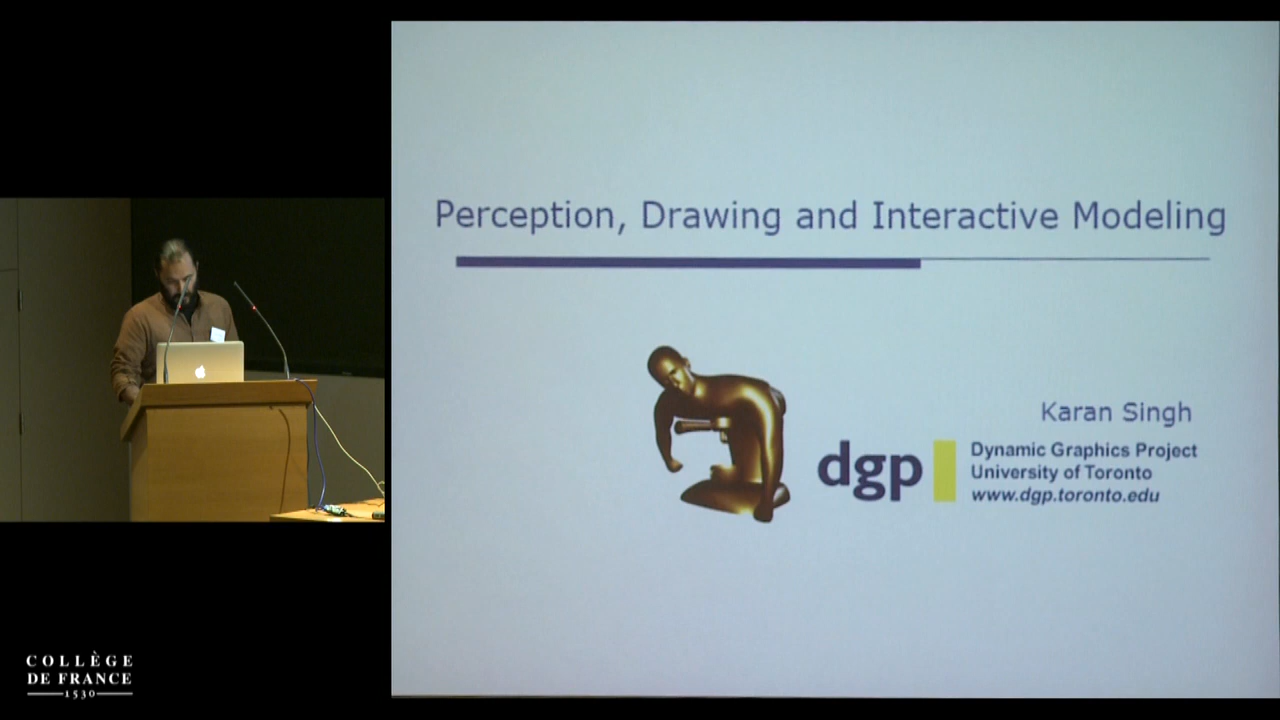 Perception, Drawing and Interactive Modeling
Karan Singh
dgp
Dynamic Graphics Project
University of Toronto
www.dgp.toronto.edu
COLLÈGE
DE FRANCE
1530